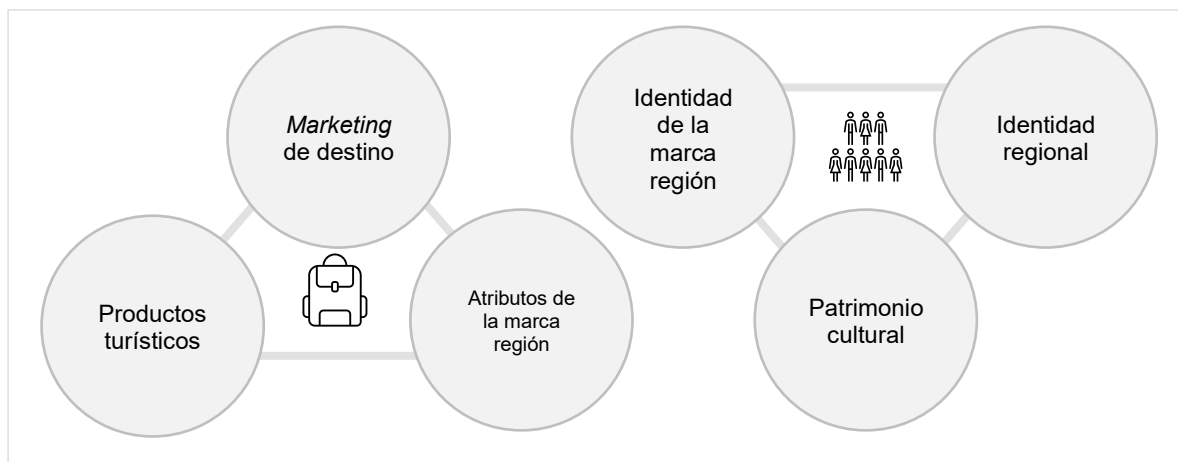 Marketing
de destino
Productos
turísticos
Atributos de
la marca
región
Identidad
de la
marca
región
Identidad
regional
Patrimonio
cultural